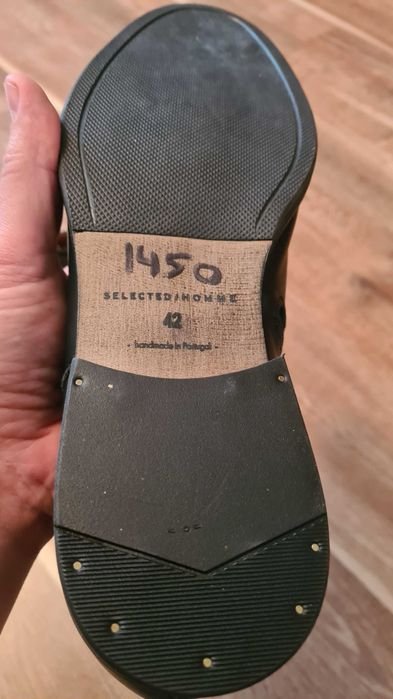 1450
SELECTED/HOMME
42
- handmade in Portugal -